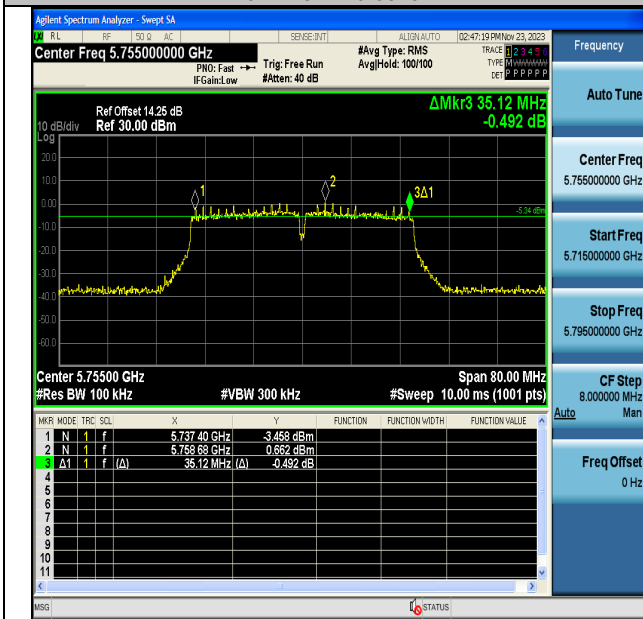 Agilent Spectrum Analyzer - Swept SA
RL RF 50 Ω AC SENSE:INT ALIGN AUTO 02:47:19 PM Nov 23, 2023
Center Freq 5.755000000 GHz
PNO: Fast
IFGain:Low
Trig: Free Run
#Atten: 40 dB
#Avg Type: RMS
Avg|Hold: 100/100
TRACE 1 2 3 4 5 6
TYPE MWWWWW
DET P P P P P P
Ref Offset 14.25 dB
Ref 30.00 dBm
10 dB/div
Log
ΔMkr3 35.12 MHz
-0.492 dB
20.0
10.0
0.00
-10.0
-20.0
-30.0
-40.0
-50.0
-60.0
1
2
3Δ1
-5.34 dBm
Center 5.75500 GHz
Span 80.00 MHz
#Res BW 100 kHz
#VBW 300 kHz
#Sweep 10.00 ms (1001 pts)
MKR MODE TRC SCL X Y FUNCTION FUNCTION WIDTH FUNCTION VALUE
1 N 1 f 5.737 40 GHz -3.458 dBm
2 N 1 f 5.758 68 GHz 0.662 dBm
3 Δ1 1 f (Δ) 35.12 MHz (Δ) -0.492 dB
4
5
6
7
8
9
10
11
MSG
STATUS
Frequency
Auto Tune
Center Freq
5.755000000 GHz
Start Freq
5.715000000 GHz
Stop Freq
5.795000000 GHz
CF Step
8.000000 MHz
Auto Man
Freq Offset
0 Hz